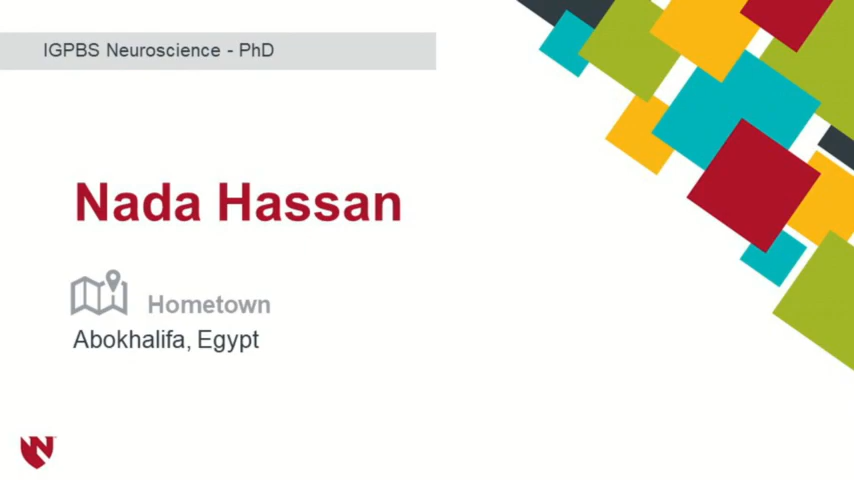 IGPBS Neuroscience - PhD
Nada Hassan
Hometown
Abokhalifa, Egypt